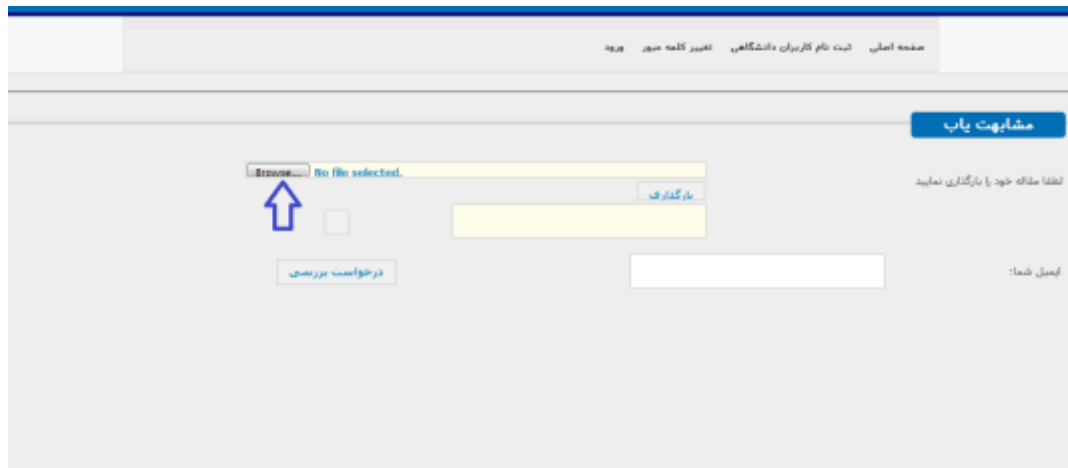 صفحه اصلی ثبت نام کاربران دانشگاهی تغییر کلمه عبور ورود
مشابهت یاب
لطفا مقاله خود را بارگذاری نمایید
Browse... No file selected.
بارگذاری
ایمیل شما:
درخواست بررسی